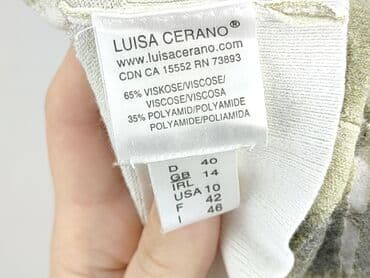 LUISA CERANO®
www.luisacerano.com
CDN CA 15552 RN 73893
65% VISKOSE/VISCOSE/
VISCOSE/VISCOSA
35% POLYAMID/POLYAMIDE
POLYAMIDE/POLIAMIDA
D 40
GB 14
IRL
USA 10
F 42
I 46